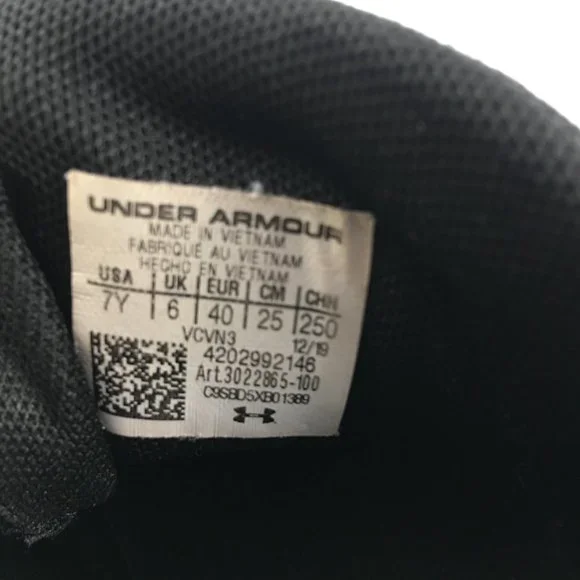 UNDER ARMOUR
MADE IN VIETNAM
FABRIQUÉ AU VIETNAM
HECHO EN VIETNAM
USA UK EUR CM CHN
7Y 6 40 25 250
VCVN3 12/19
4202992146
Art.3022865-100
C9SBD5XB01389